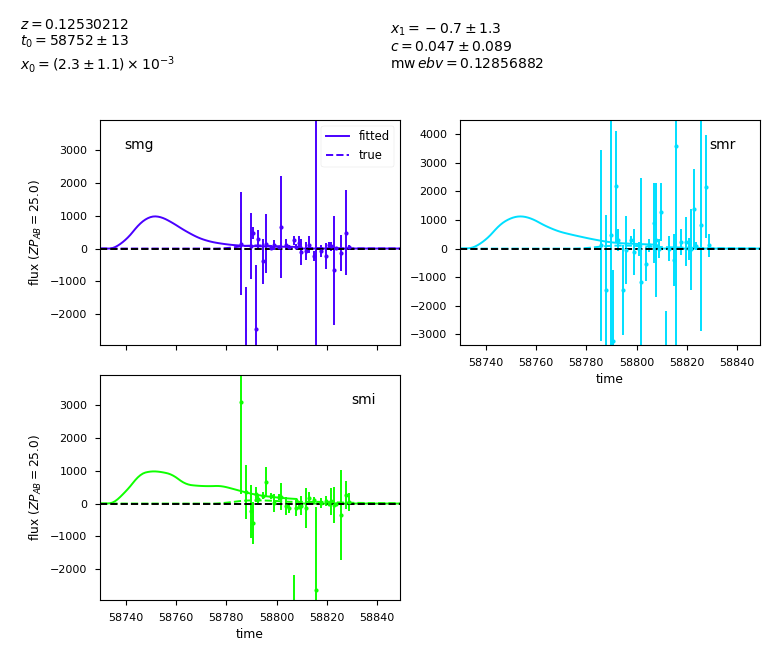 z = 0.12530212
t₀ = 58752 ± 13
x₀ = (2.3 ± 1.1) × 10⁻³
x₁ = −0.7 ± 1.3
c = 0.047 ± 0.089
mw ebv = 0.12856882
smg
fitted
true
3000
2000
1000
0
−1000
−2000
flux (ZP_AB = 25.0)
smr
4000
3000
2000
1000
0
−1000
−2000
−3000
58740 58760 58780 58800 58820 58840
time
smi
3000
2000
1000
0
−1000
−2000
flux (ZP_AB = 25.0)
58740 58760 58780 58800 58820 58840
time